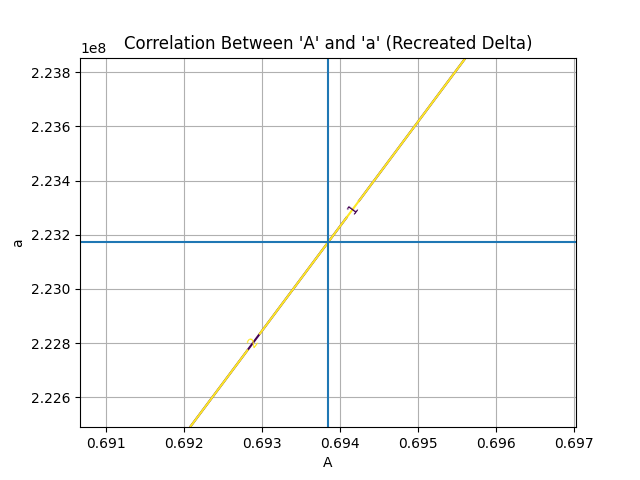 Correlation Between 'A' and 'a' (Recreated Delta)
1e8
2.238
2.236
2.234
2.232
2.230
2.228
2.226
a
1
0.691 0.692 0.693 0.694 0.695 0.696 0.697
A